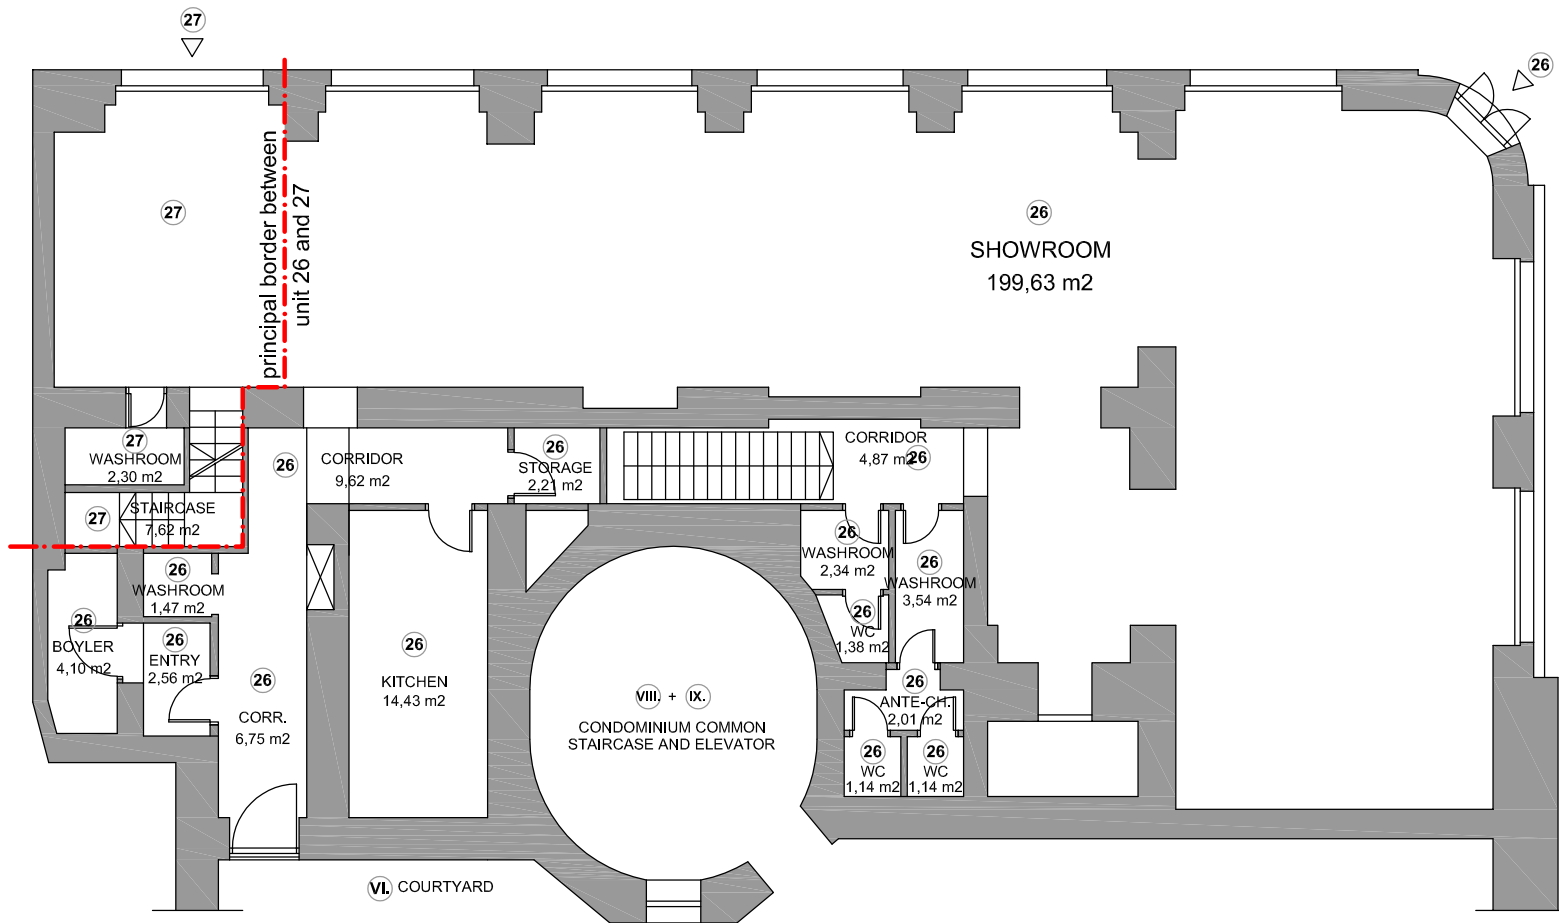 27
26
27
principal border between
unit 26 and 27
26
SHOWROOM
199,63 m2
27
WASHROOM
2,30 m2
26
CORRIDOR
9,62 m2
26
STORAGE
2,21 m2
CORRIDOR
4,87 m2
26
27
STAIRCASE
7,62 m2
26
WASHROOM
1,47 m2
26
WASHROOM
2,34 m2
WASHROOM
3,54 m2
26
BOYLER
4,10 m2
26
ENTRY
2,56 m2
26
CORR.
6,75 m2
26
KITCHEN
14,43 m2
26
WC
1,38 m2
VIII. + IX.
CONDOMINIUM COMMON
STAIRCASE AND ELEVATOR
26
ANTE-CH.
2,01 m2
26
WC
1,14 m2
26
WC
1,14 m2
VI. COURTYARD